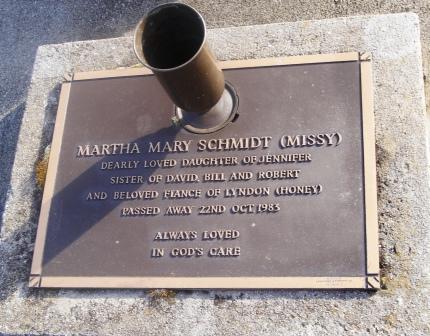 MARTHA MARY SCHMIDT (MISSY)
DEARLY LOVED DAUGHTER OF JENNIFER
SISTER OF DAVID, BILL AND ROBERT
AND BELOVED FIANCE OF LYNDON (HONEY)
PASSED AWAY 22ND OCT 1983
ALWAYS LOVED
IN GOD'S CARE